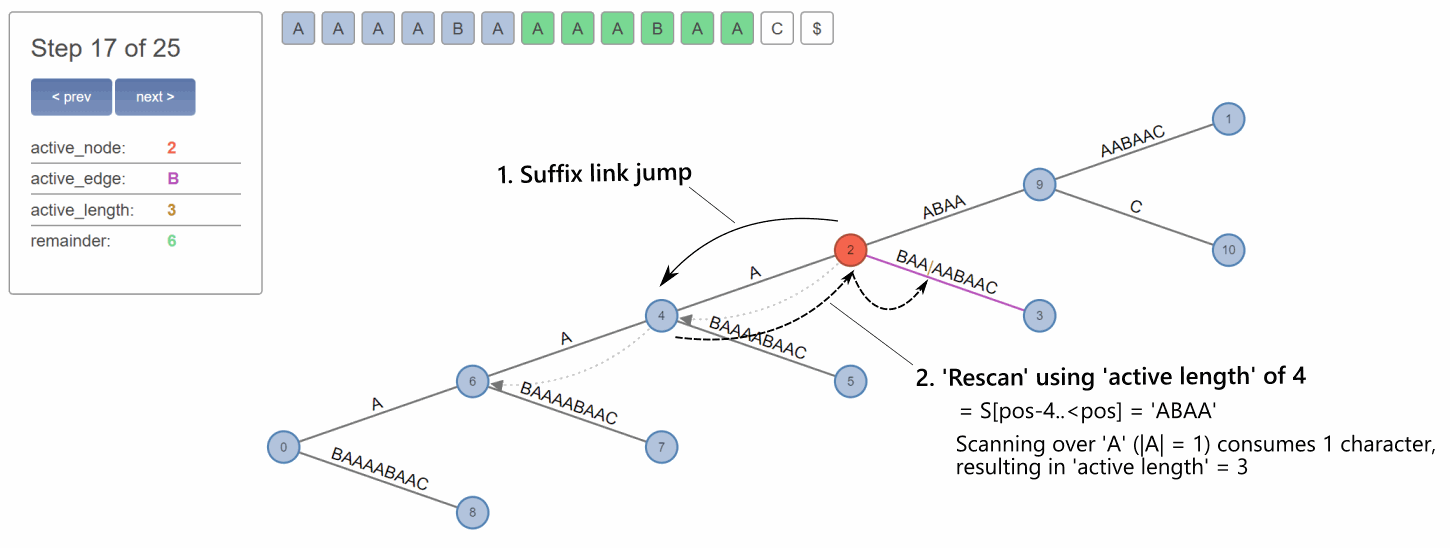 Step 17 of 25
< prev next >
active_node: 2
active_edge: B
active_length: 3
remainder: 6
A A A A B A A A A B A A C $
1. Suffix link jump
AABAAC
1
9
ABAA
C
10
2
BAA|AABAAC
3
A
4
BAAAABAAC
5
A
6
BAAAABAAC
7
A
0
BAAAABAAC
8
2. 'Rescan' using 'active length' of 4
= S[pos-4..<pos] = 'ABAA'
Scanning over 'A' (|A| = 1) consumes 1 character,
resulting in 'active length' = 3